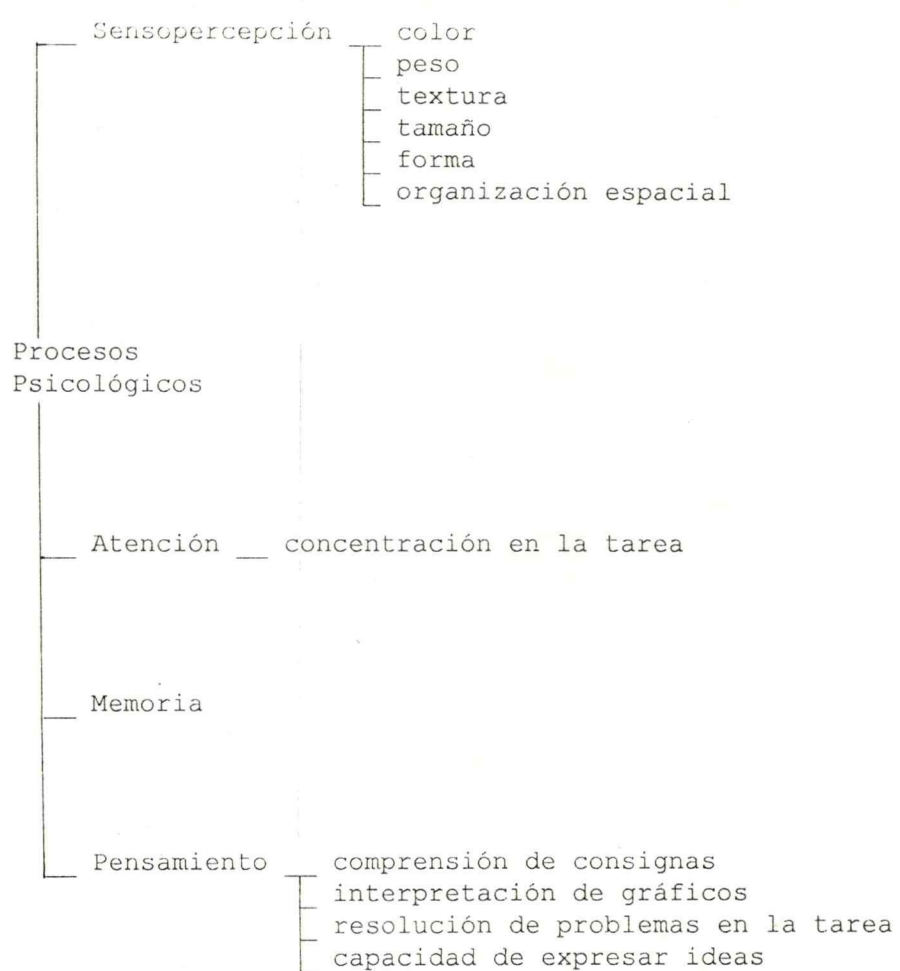 Sensopercepción color
peso
textura
tamaño
forma
organización espacial
Procesos
Psicológicos
Atención concentración en la tarea
Memoria
Pensamiento comprensión de consignas
interpretación de gráficos
resolución de problemas en la tarea
capacidad de expresar ideas